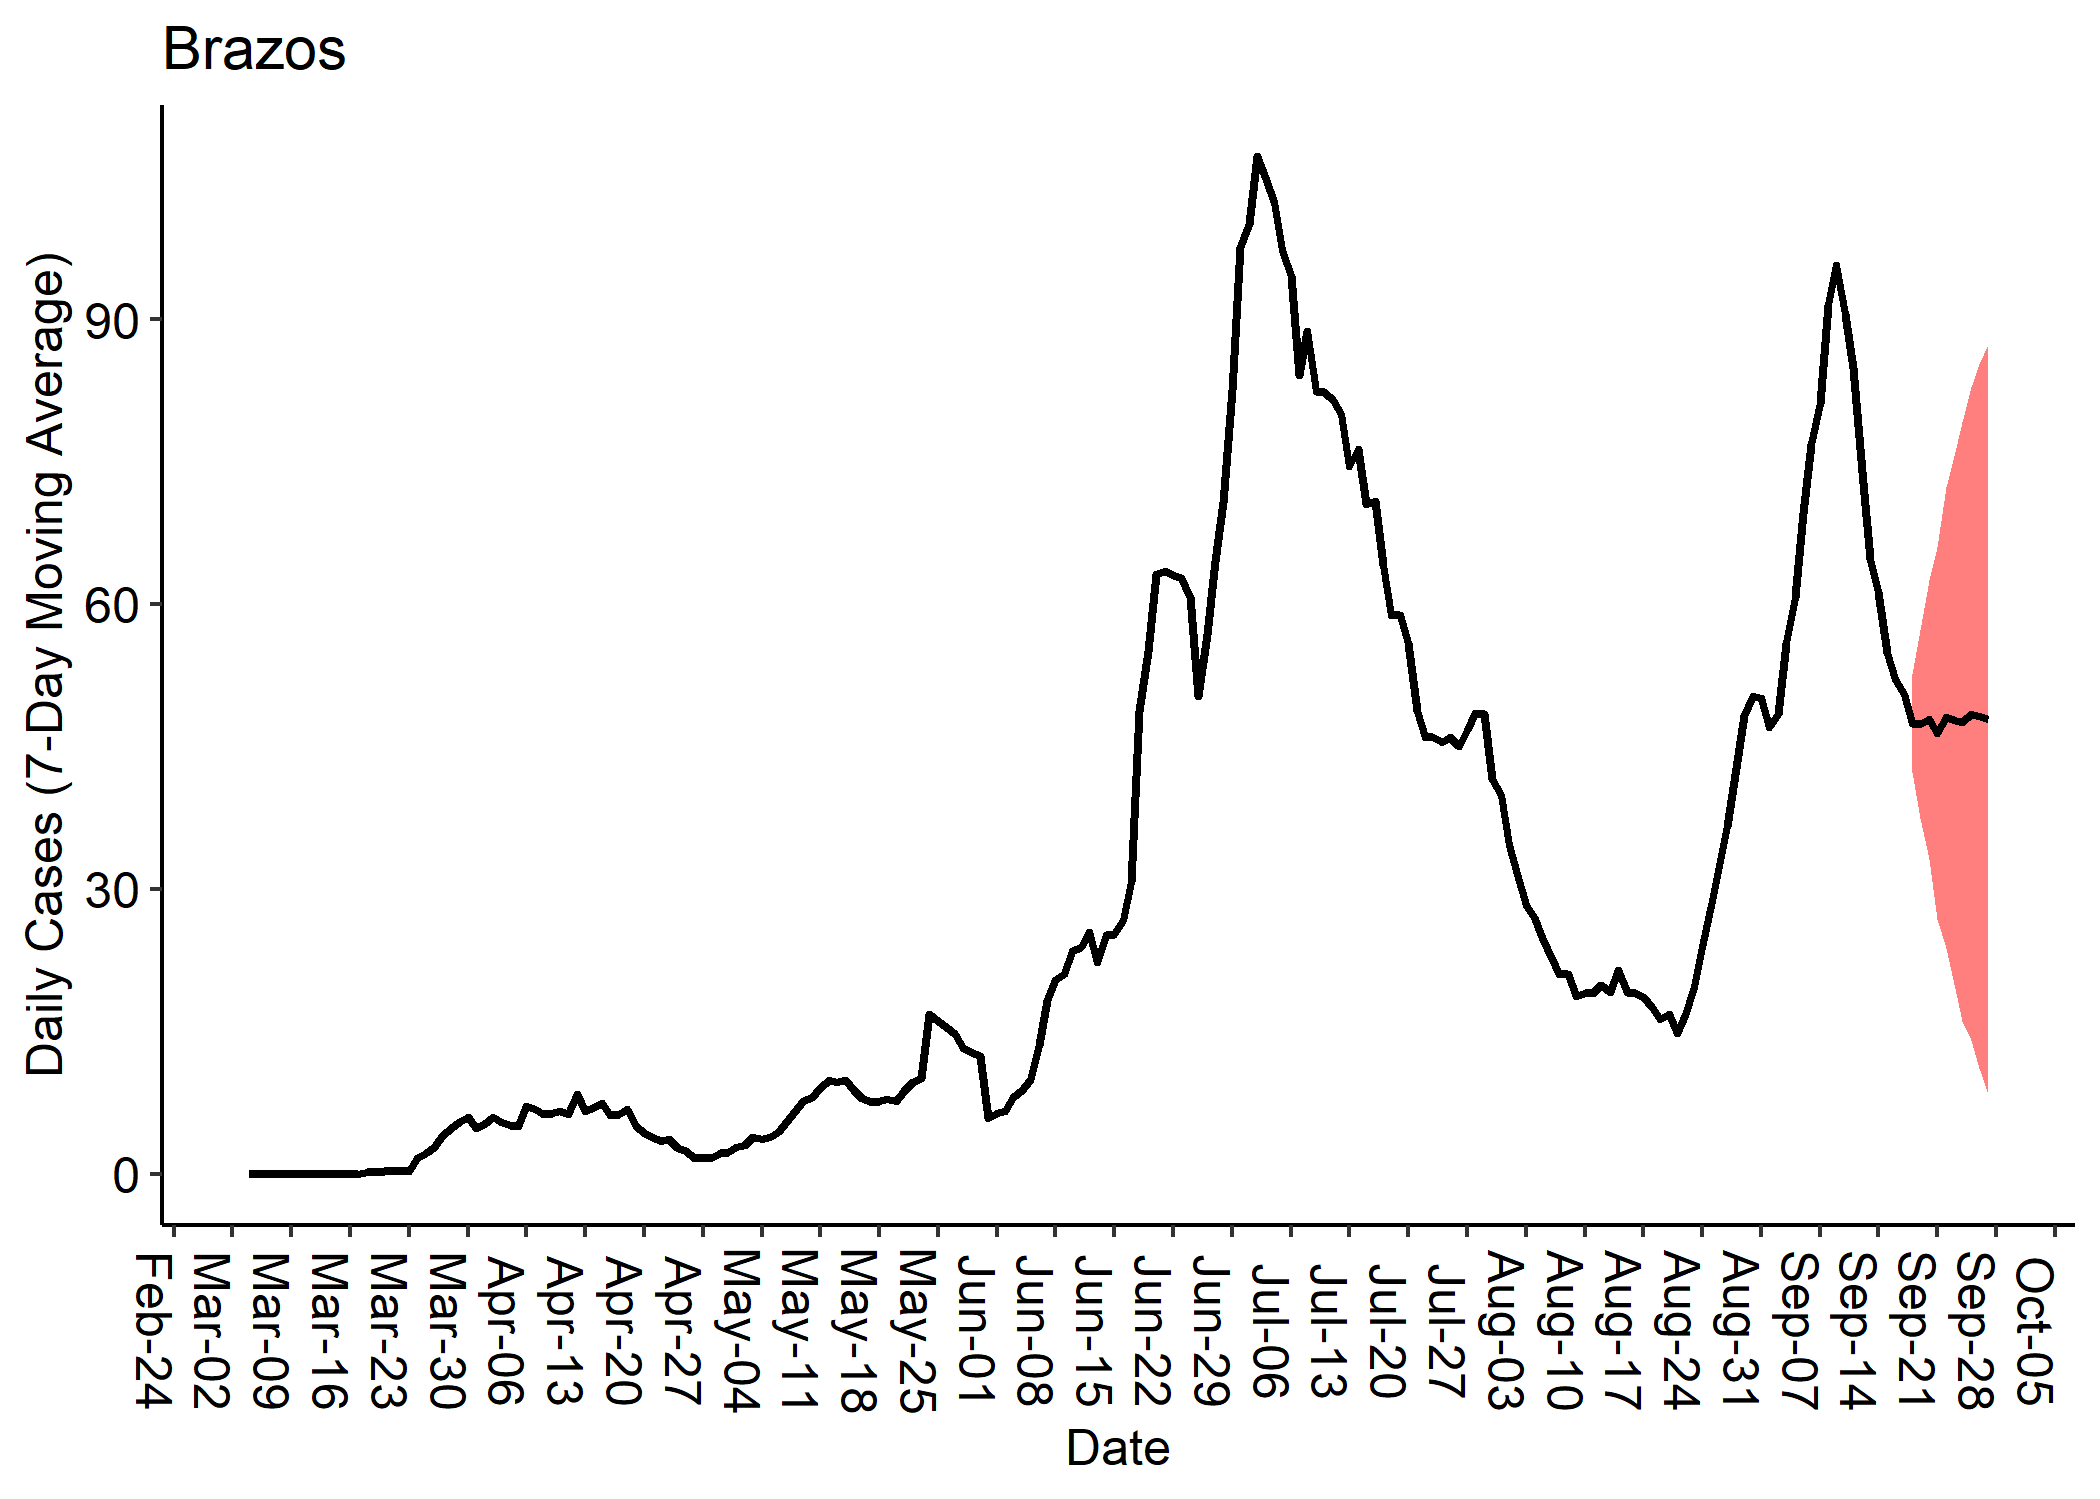 Brazos
Daily Cases (7-Day Moving Average)
90
60
30
0
Feb-24
Mar-02
Mar-09
Mar-16
Mar-23
Mar-30
Apr-06
Apr-13
Apr-20
Apr-27
May-04
May-11
May-18
May-25
Jun-01
Jun-08
Jun-15
Jun-22
Jun-29
Jul-06
Jul-13
Jul-20
Jul-27
Aug-03
Aug-10
Aug-17
Aug-24
Aug-31
Sep-07
Sep-14
Sep-21
Sep-28
Oct-05
Date